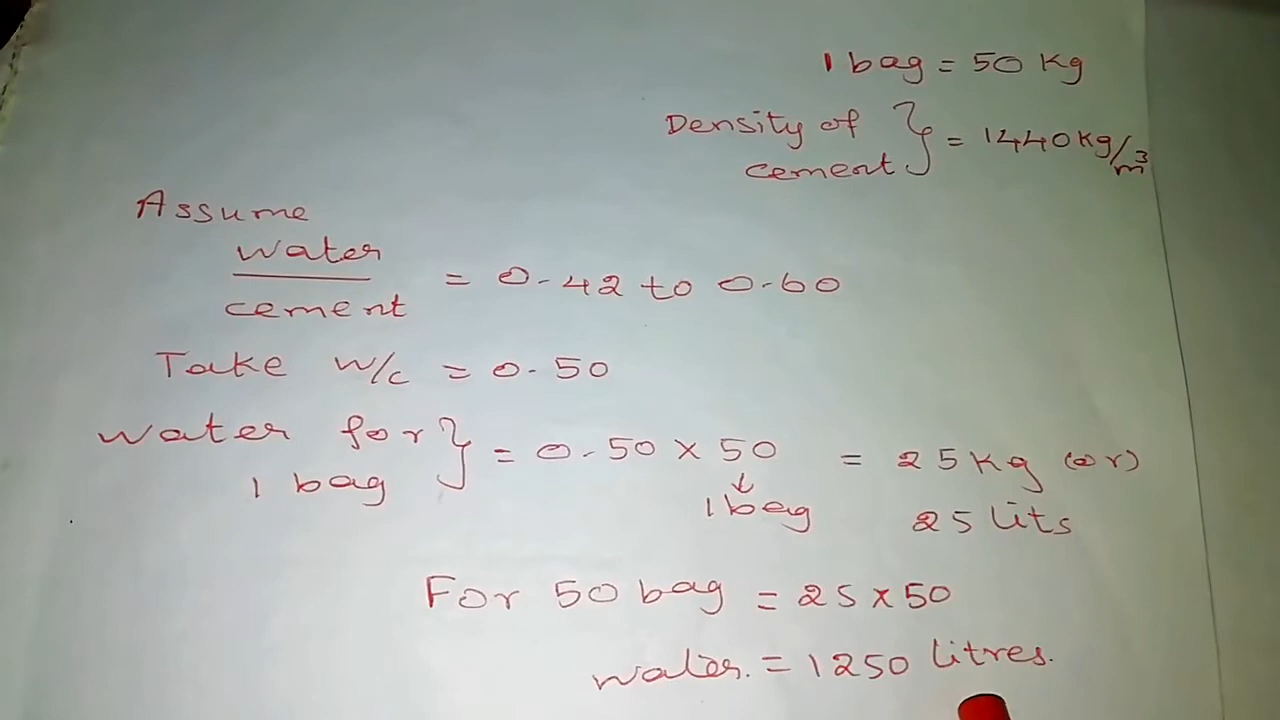 1 bag = 50 Kg
Density of cement } = 1440 Kg/m³
Assume
water
cement = 0.42 to 0.60
Take w/c = 0.50
water for 1 bag } = 0.50 x 50 = 25 Kg (or)
1 bag 25 lits
For 50 bag = 25 x 50
water. = 1250 litres.